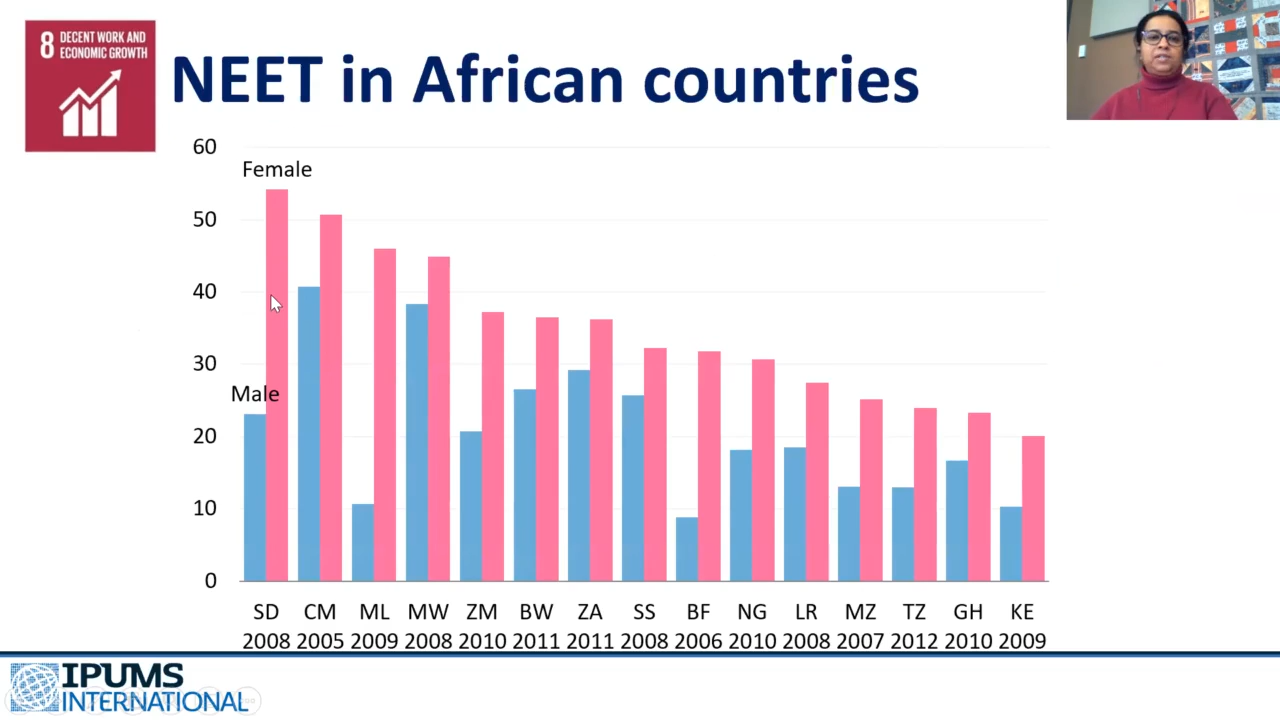 8 DECENT WORK AND
ECONOMIC GROWTH
NEET in African countries
60
50
40
30
20
10
0
Female
Male
SD CM ML MW ZM BW ZA SS BF NG LR MZ TZ GH KE
2008 2005 2009 2008 2010 2011 2011 2008 2006 2010 2008 2007 2012 2010 2009
IPUMS
INTERNATIONAL